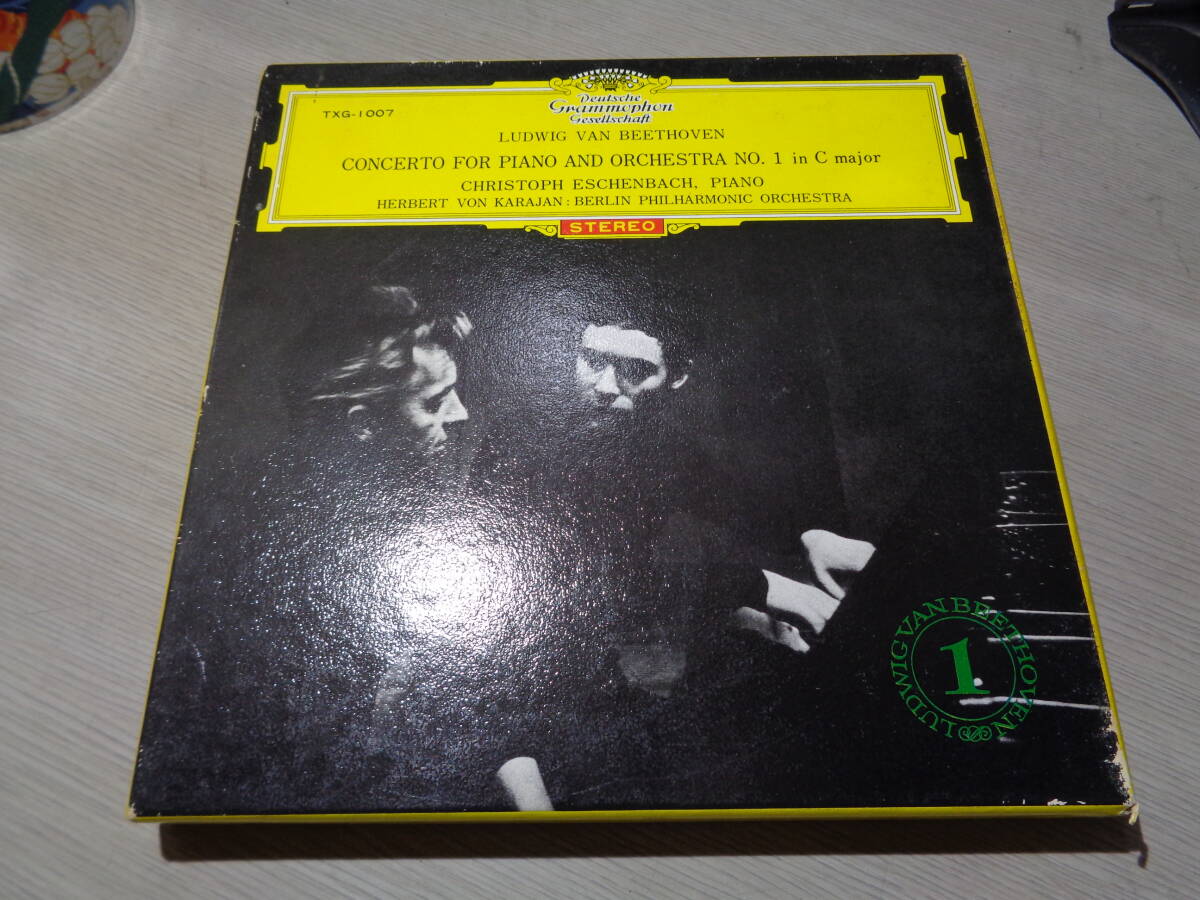 TXG-1007
Deutsche
Grammophon
Gesellschaft
LUDWIG VAN BEETHOVEN
CONCERTO FOR PIANO AND ORCHESTRA NO. 1 in C major
CHRISTOPH ESCHENBACH, PIANO
HERBERT VON KARAJAN : BERLIN PHILHARMONIC ORCHESTRA
STEREO
LUDWIG VAN BEETHOVEN
1